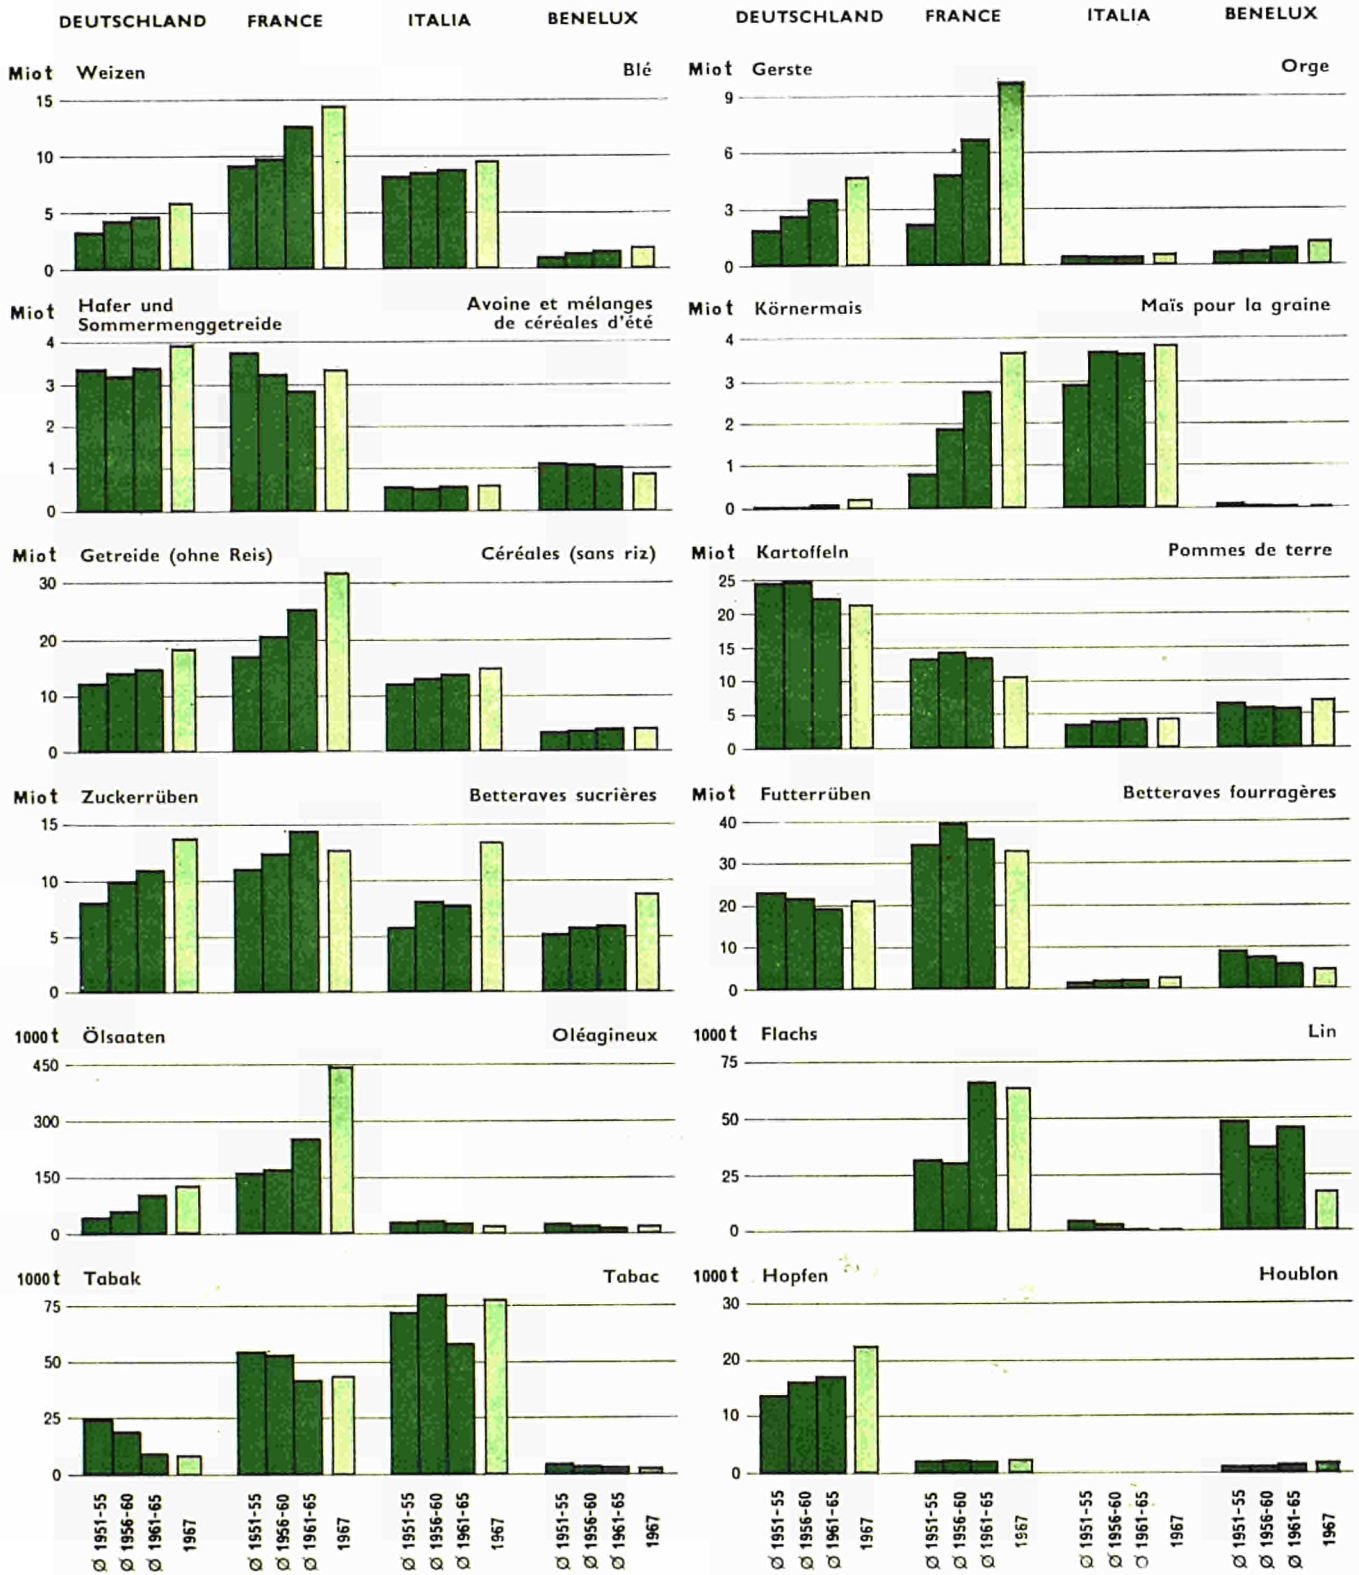 DEUTSCHLAND FRANCE ITALIA BENELUX DEUTSCHLAND FRANCE ITALIA BENELUX
Mio t Weizen Blé
15
10
5
0
Mio t Gerste Orge
9
6
3
0
Mio t Hafer und Sommermenggetreide
Avoine et mélanges de céréales d'été
4
3
2
1
0
Mio t Körnermais Maïs pour la graine
4
3
2
1
0
Mio t Getreide (ohne Reis) Céréales (sans riz)
30
20
10
0
Mio t Kartoffeln Pommes de terre
25
20
15
10
5
0
Mio t Zuckerrüben Betteraves sucrières
15
10
5
0
Mio t Futterrüben Betteraves fourragères
40
30
20
10
0
1000 t Ölsaaten Oléagineux
450
300
150
0
1000 t Flachs Lin
75
50
25
0
1000 t Tabak Tabac
75
50
25
0
1000 t Hopfen Houblon
30
20
10
0
Ø 1951-55
Ø 1956-60
Ø 1961-65
1967
Ø 1951-55
Ø 1956-60
Ø 1961-65
1967
Ø 1951-55
Ø 1956-60
Ø 1961-65
1967
Ø 1951-55
Ø 1956-60
Ø 1961-65
1967
Ø 1951-55
Ø 1956-60
Ø 1961-65
1967
Ø 1951-55
Ø 1956-60
Ø 1961-65
1967
Ø 1951-55
Ø 1956-60
Ø 1961-65
1967
Ø 1951-55
Ø 1956-60
Ø 1961-65
1967